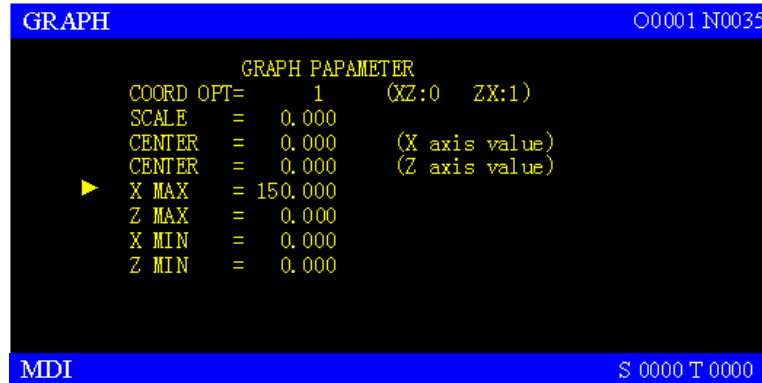 GRAPH O0001 N0035
GRAPH PAPAMETER
COORD OPT= 1 (XZ:0 ZX:1)
SCALE = 0.000
CENTER = 0.000 (X axis value)
CENTER = 0.000 (Z axis value)
X MAX = 150.000
Z MAX = 0.000
X MIN = 0.000
Z MIN = 0.000
MDI S 0000 T 0000